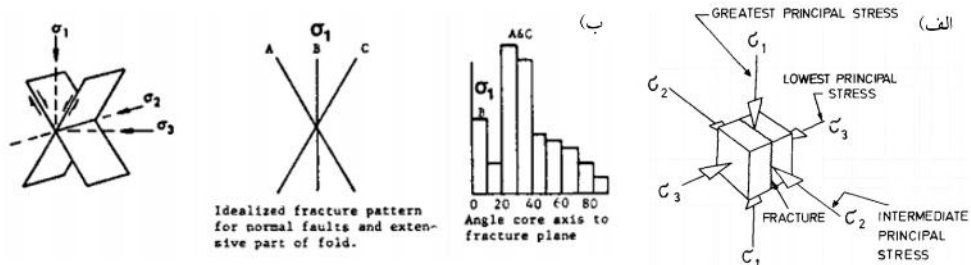 σ1
σ2
σ3
σ1
A
B
C
Idealized fracture pattern
for normal faults and exten-
sive part of fold.
ب)
A&C
σ1
B
0 20 40 60 80
Angle core axis to
fracture plane
الف)
GREATEST PRINCIPAL STRESS
σ1
LOWEST PRINCIPAL
STRESS
σ2
σ3
σ3
FRACTURE
σ2
INTERMEDIATE
PRINCIPAL
STRESS
σ1